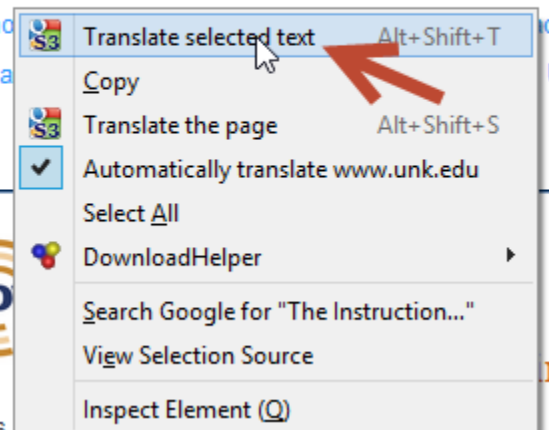 Translate selected text Alt+Shift+T
Copy
Translate the page Alt+Shift+S
Automatically translate www.unk.edu
Select All
DownloadHelper
Search Google for "The Instruction..."
View Selection Source
Inspect Element (Q)